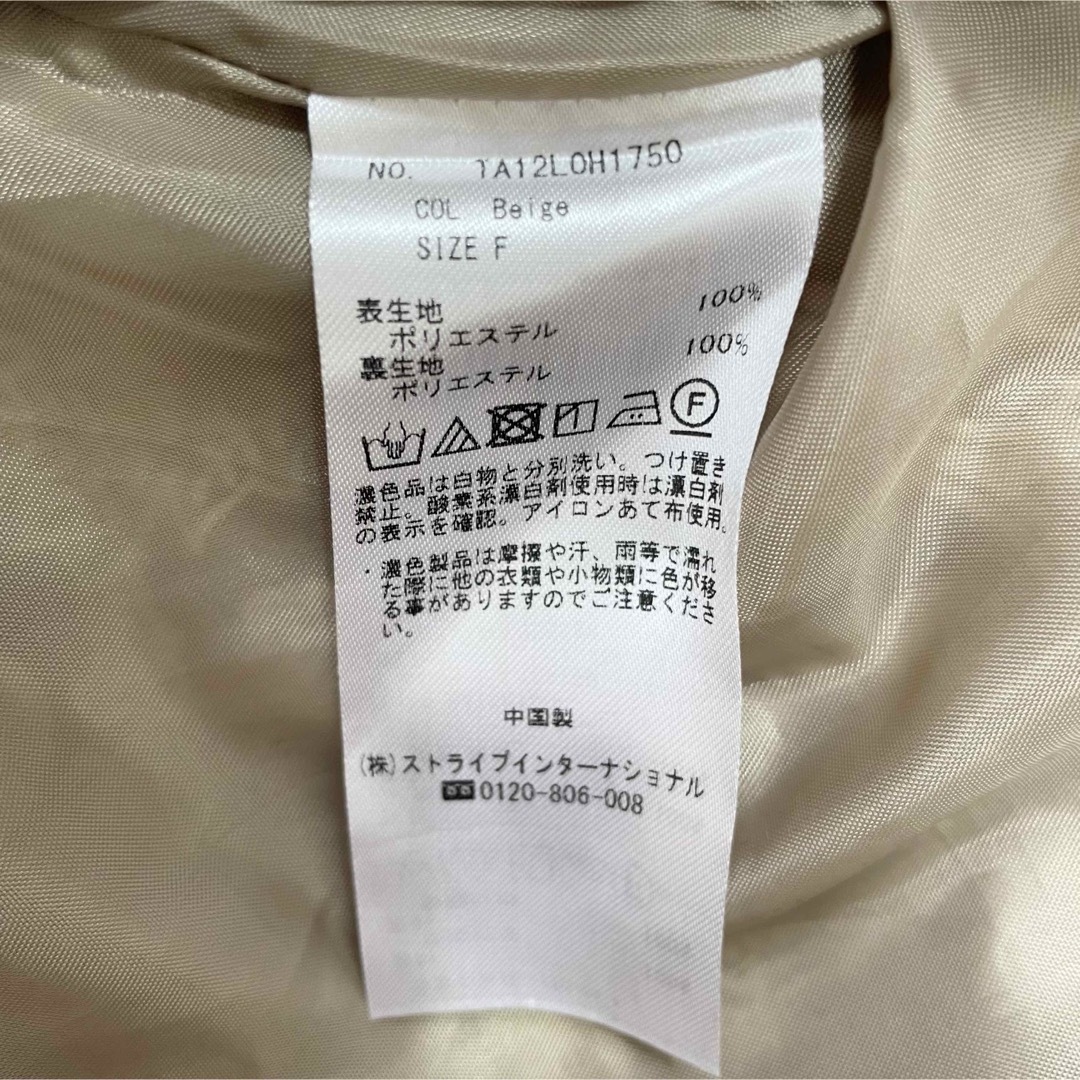 NO. TA12L0H1750
COL Beige
SIZE F
表生地
ポリエステル 100%
裏生地
ポリエステル 100%
F
濃色品は白物と分別洗い。つけ置き
禁止。酸素系漂白剤使用時は漂白剤
の表示を確認。アイロンあて布使用。
・濃色製品は摩擦や汗、雨等で濡れ
た際に他の衣類や小物類に色が移
る事がありますのでご注意くださ
い。
中国製
(株)ストライプインターナショナル
0120-806-008